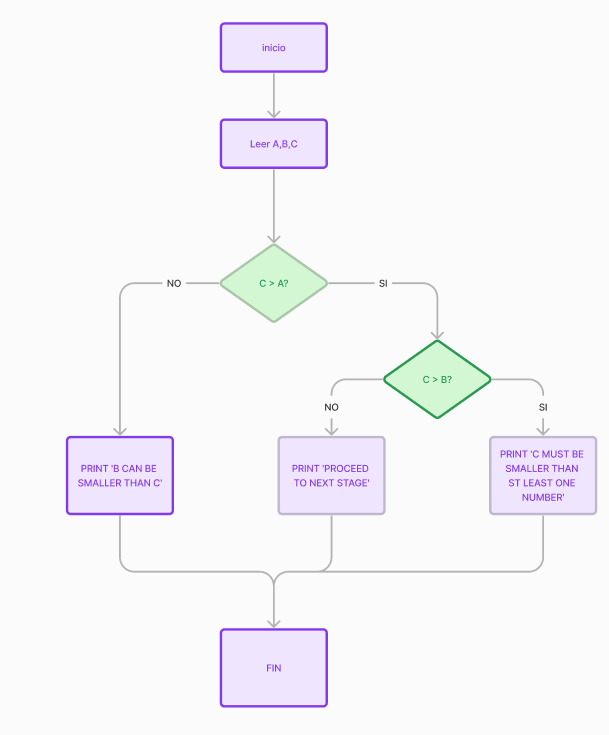 inicio
Leer A,B,C
C > A?
NO
SI
C > B?
NO
SI
PRINT 'B CAN BE
SMALLER THAN C'
PRINT 'PROCEED
TO NEXT STAGE'
PRINT 'C MUST BE
SMALLER THAN
ST LEAST ONE
NUMBER'
FIN